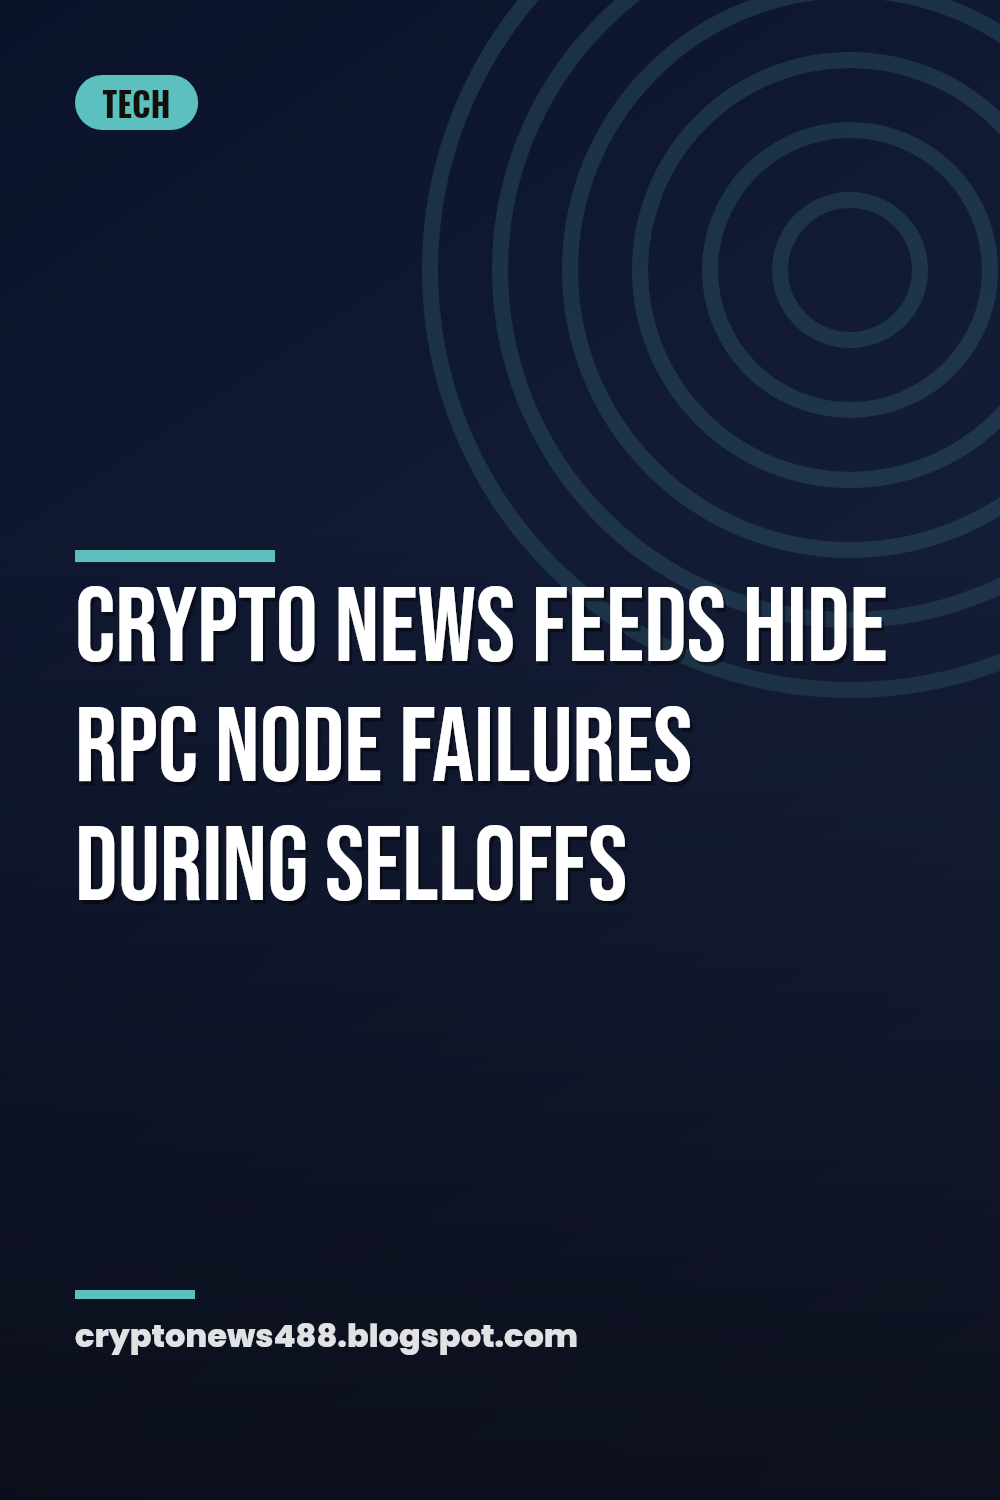 TECH
CRYPTO NEWS FEEDS HIDE
RPC NODE FAILURES
DURING SELLOFFS
cryptonews488.blogspot.com